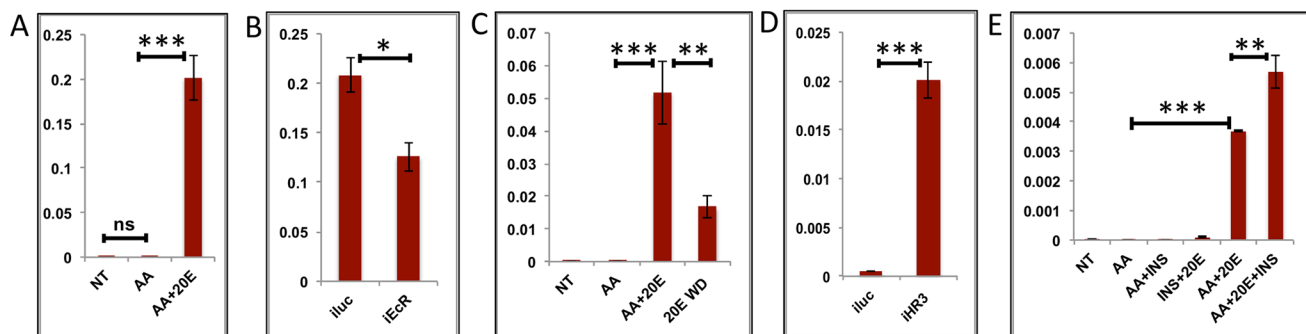 A
0.25
0.2
0.15
0.1
0.05
0
***
ns
NT
AA
AA+20E
B
0.25
0.2
0.15
0.1
0.05
0
*
iluc
iEcR
C
0.07
0.06
0.05
0.04
0.03
0.02
0.01
0
*** **
NT
AA
AA+20E
20E WD
D
0.025
0.02
0.015
0.01
0.005
0
***
iluc
iHR3
E
0.007
0.006
0.005
0.004
0.003
0.002
0.001
0
**
***
NT
AA
AA+INS
INS+20E
AA+20E
AA+20E+INS